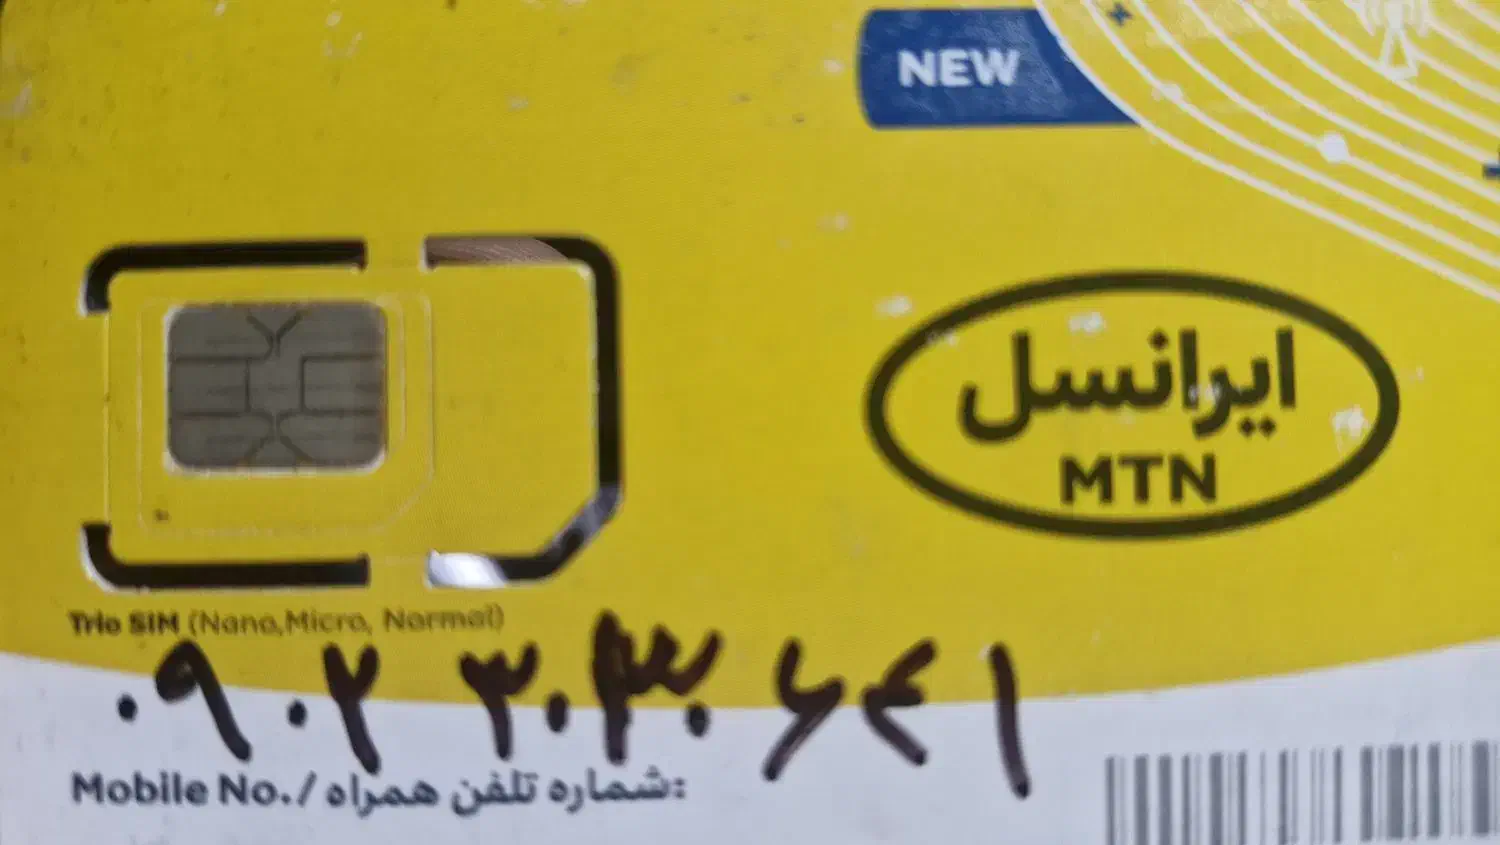 NEW
ایرانسل
MTN
Trio SIM (Nano,Micro, Normal)
۰۹۰۲ ۳۰۳۰ ۶۴۱
Mobile No./شماره تلفن همراه: